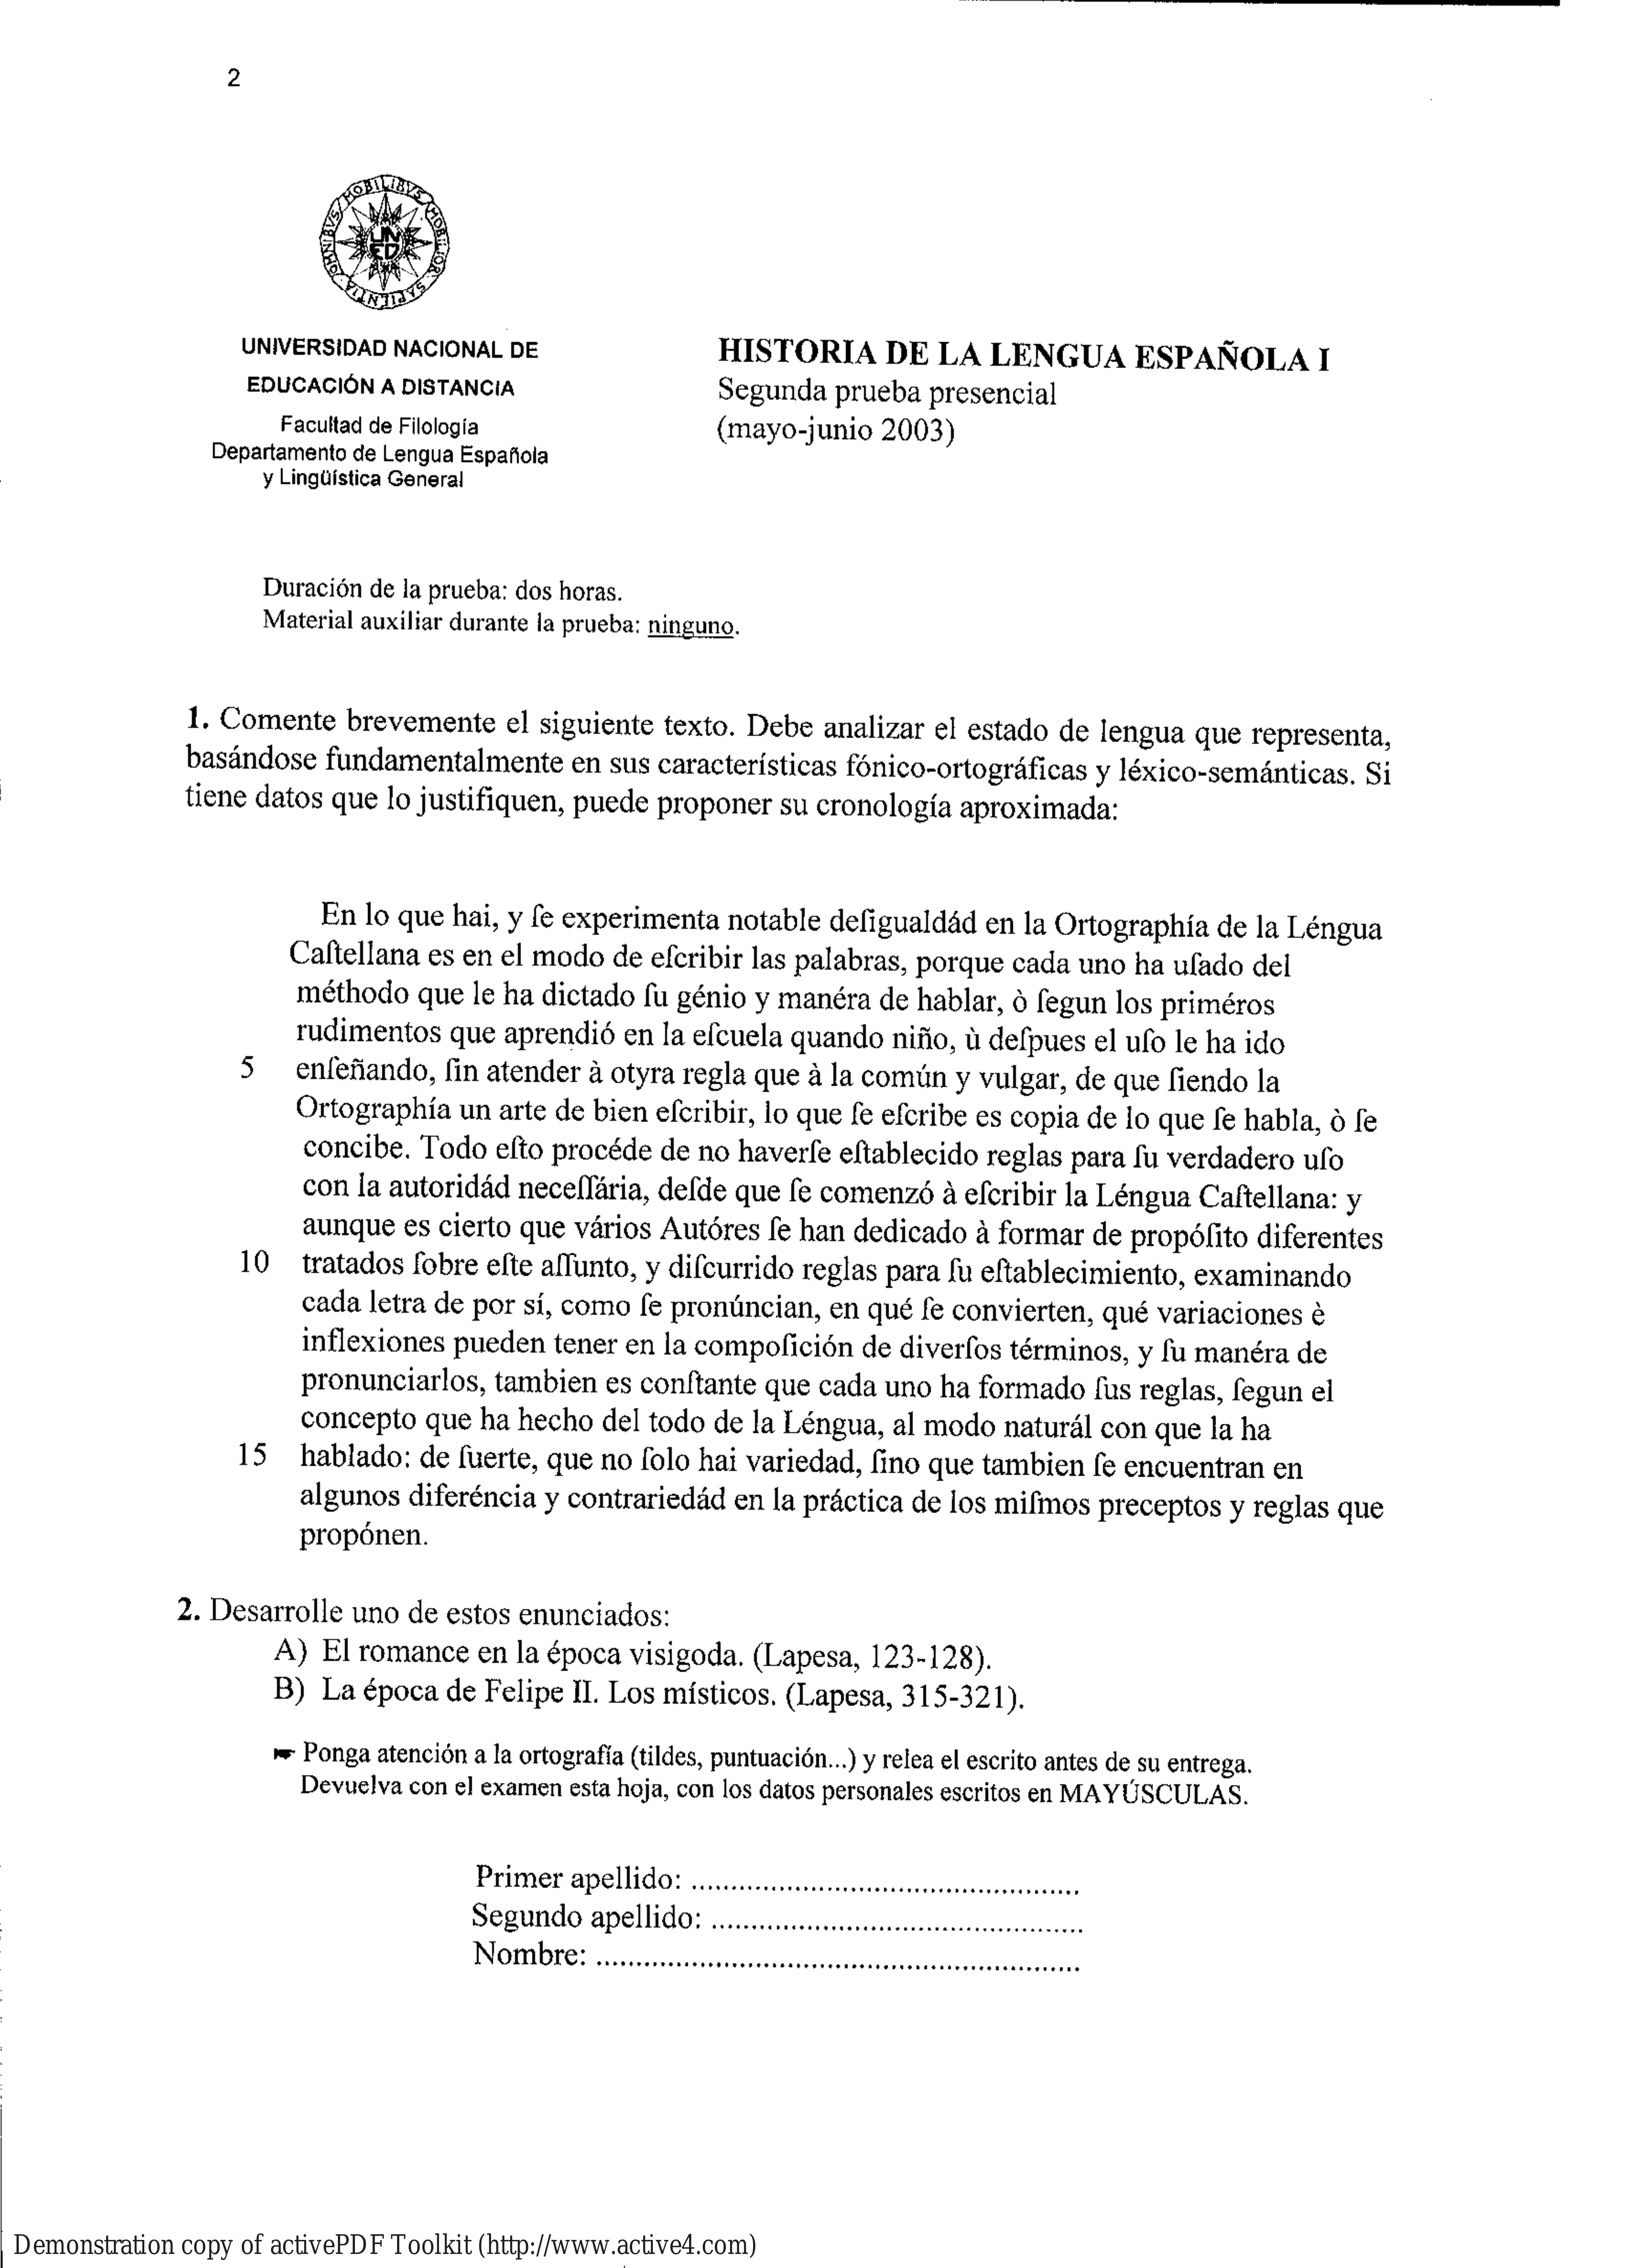 2
OMNIBVS MOBILIBVS MOBILIOR SAPIENTIA
UNED
UNIVERSIDAD NACIONAL DE
EDUCACIÓN A DISTANCIA
Facultad de Filología
Departamento de Lengua Española
y Lingüística General
HISTORIA DE LA LENGUA ESPAÑOLA I
Segunda prueba presencial
(mayo-junio 2003)
Duración de la prueba: dos horas.
Material auxiliar durante la prueba: ninguno.
1. Comente brevemente el siguiente texto. Debe analizar el estado de lengua que representa,
basándose fundamentalmente en sus características fónico-ortográficas y léxico-semánticas. Si
tiene datos que lo justifiquen, puede proponer su cronología aproximada:
En lo que hai, y ſe experimenta notable deſigualdád en la Ortographía de la Léngua
Caſtellana es en el modo de eſcribir las palabras, porque cada uno ha uſado del
méthodo que le ha dictado ſu génio y manéra de hablar, ò ſegun los priméros
rudimentos que aprendió en la eſcuela quando niño, ù deſpues el uſo le ha ido
5 enſeñando, ſin atender à otyra regla que à la común y vulgar, de que ſiendo la
Ortographía un arte de bien eſcribir, lo que ſe eſcribe es copia de lo que ſe habla, ò ſe
concibe. Todo eſto procéde de no haverſe eſtablecido reglas para ſu verdadero uſo
con la autoridád neceſſária, deſde que ſe comenzó à eſcribir la Léngua Caſtellana: y
aunque es cierto que vários Autóres ſe han dedicado à formar de propóſito diferentes
10 tratados ſobre eſte aſſunto, y diſcurrido reglas para ſu eſtablecimiento, examinando
cada letra de por sí, como ſe pronúncian, en qué ſe convierten, qué variaciones è
inflexiones pueden tener en la compoſición de diverſos términos, y ſu manéra de
pronunciarlos, tambien es conſtante que cada uno ha formado ſus reglas, ſegun el
concepto que ha hecho del todo de la Léngua, al modo naturál con que la ha
15 hablado: de ſuerte, que no ſolo hai variedad, ſino que tambien ſe encuentran en
algunos diferéncia y contrariedád en la práctica de los miſmos preceptos y reglas que
propónen.
2. Desarrolle uno de estos enunciados:
A) El romance en la época visigoda. (Lapesa, 123-128).
B) La época de Felipe II. Los místicos. (Lapesa, 315-321).
☛ Ponga atención a la ortografía (tildes, puntuación...) y relea el escrito antes de su entrega.
Devuelva con el examen esta hoja, con los datos personales escritos en MAYÚSCULAS.
Primer apellido: ..................................................
Segundo apellido: ................................................
Nombre: ..............................................................
Demonstration copy of activePDF Toolkit (http://www.active4.com)